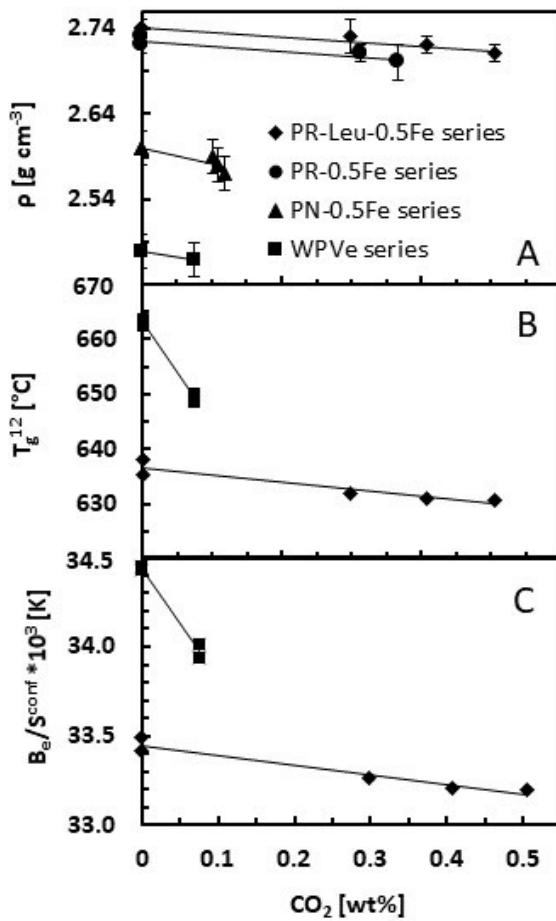 2.74
2.64
2.54
ρ [g cm⁻³]
◆ PR-Leu-0.5Fe series
● PR-0.5Fe series
▲ PN-0.5Fe series
■ WPVe series
A
670
660
650
640
630
T_g¹² [°C]
B
34.5
34.0
33.5
33.0
B_e/S^conf *10³ [K]
C
0 0.1 0.2 0.3 0.4 0.5
CO₂ [wt%]